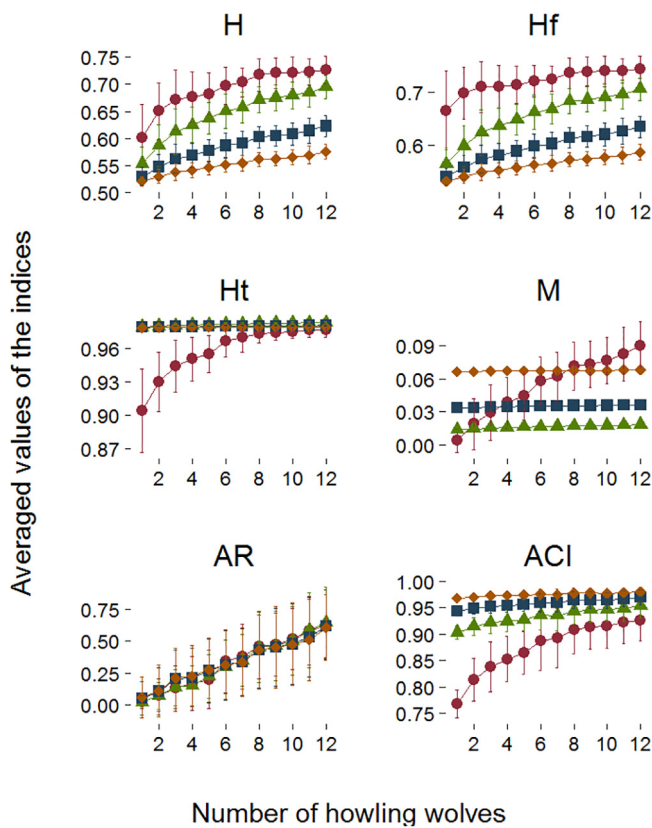 H
Hf
0.75
0.70
0.65
0.60
0.55
0.50
0.7
0.6
2 4 6 8 10 12
2 4 6 8 10 12
Ht
M
0.96
0.93
0.90
0.87
0.09
0.06
0.03
0.00
2 4 6 8 10 12
2 4 6 8 10 12
AR
ACI
0.75
0.50
0.25
0.00
1.00
0.95
0.90
0.85
0.80
0.75
2 4 6 8 10 12
2 4 6 8 10 12
Averaged values of the indices
Number of howling wolves